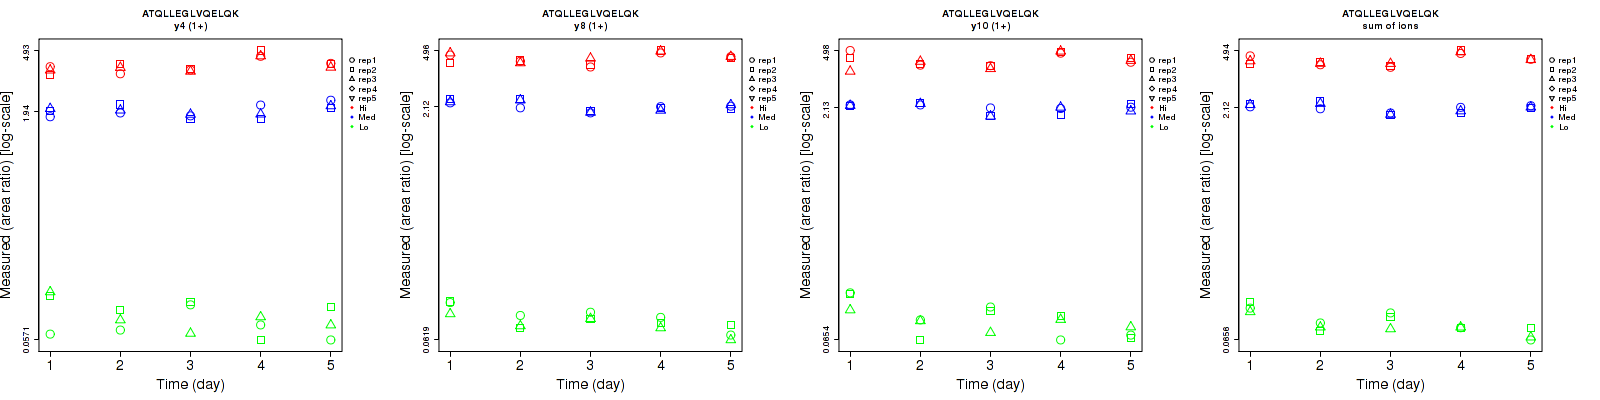 ATQLLEGLVQELQK
y4 (1+)
Measured (area ratio) [log-scale]
4.93
1.94
0.0571
1 2 3 4 5
Time (day)
rep1
rep2
rep3
rep4
rep5
Hi
Med
Lo
ATQLLEGLVQELQK
y8 (1+)
Measured (area ratio) [log-scale]
4.96
2.12
0.0619
1 2 3 4 5
Time (day)
rep1
rep2
rep3
rep4
rep5
Hi
Med
Lo
ATQLLEGLVQELQK
y10 (1+)
Measured (area ratio) [log-scale]
4.98
2.13
0.0654
1 2 3 4 5
Time (day)
rep1
rep2
rep3
rep4
rep5
Hi
Med
Lo
ATQLLEGLVQELQK
sum of ions
Measured (area ratio) [log-scale]
4.94
2.12
0.0656
1 2 3 4 5
Time (day)
rep1
rep2
rep3
rep4
rep5
Hi
Med
Lo